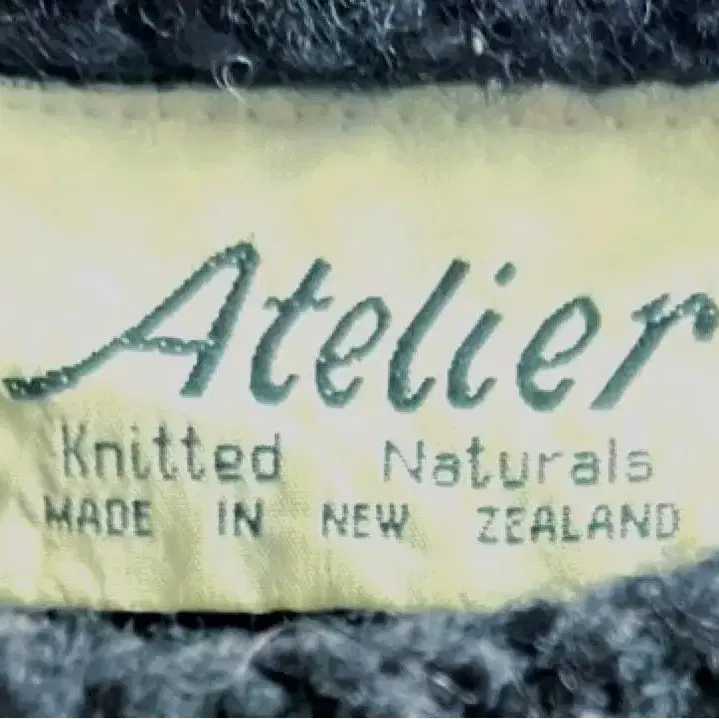 Atelier
Knitted Naturals
MADE IN NEW ZEALAND